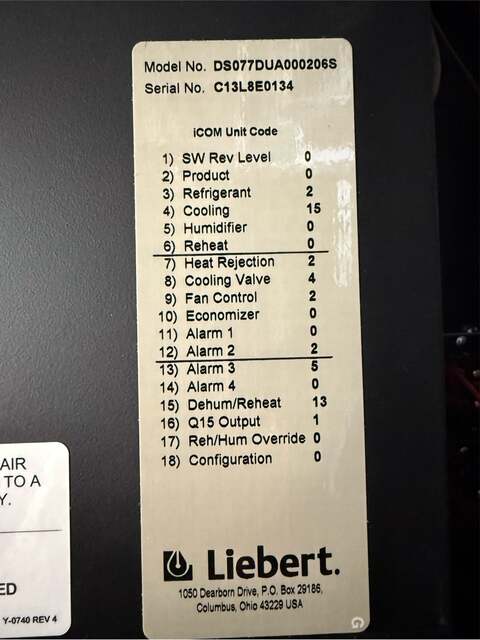 Model No. DS077DUA000206S
Serial No. C13L8E0134
iCOM Unit Code
1) SW Rev Level 0
2) Product 0
3) Refrigerant 2
4) Cooling 15
5) Humidifier 0
6) Reheat 0
7) Heat Rejection 2
8) Cooling Valve 4
9) Fan Control 2
10) Economizer 0
11) Alarm 1 0
12) Alarm 2 2
13) Alarm 3 5
14) Alarm 4 0
15) Dehum/Reheat 13
16) Q15 Output 1
17) Reh/Hum Override 0
18) Configuration 0
Liebert.
1050 Dearborn Drive, P.O. Box 29186,
Columbus, Ohio 43229 USA
G
AIR
TO A
Y.
ED
Y-0740 REV 4